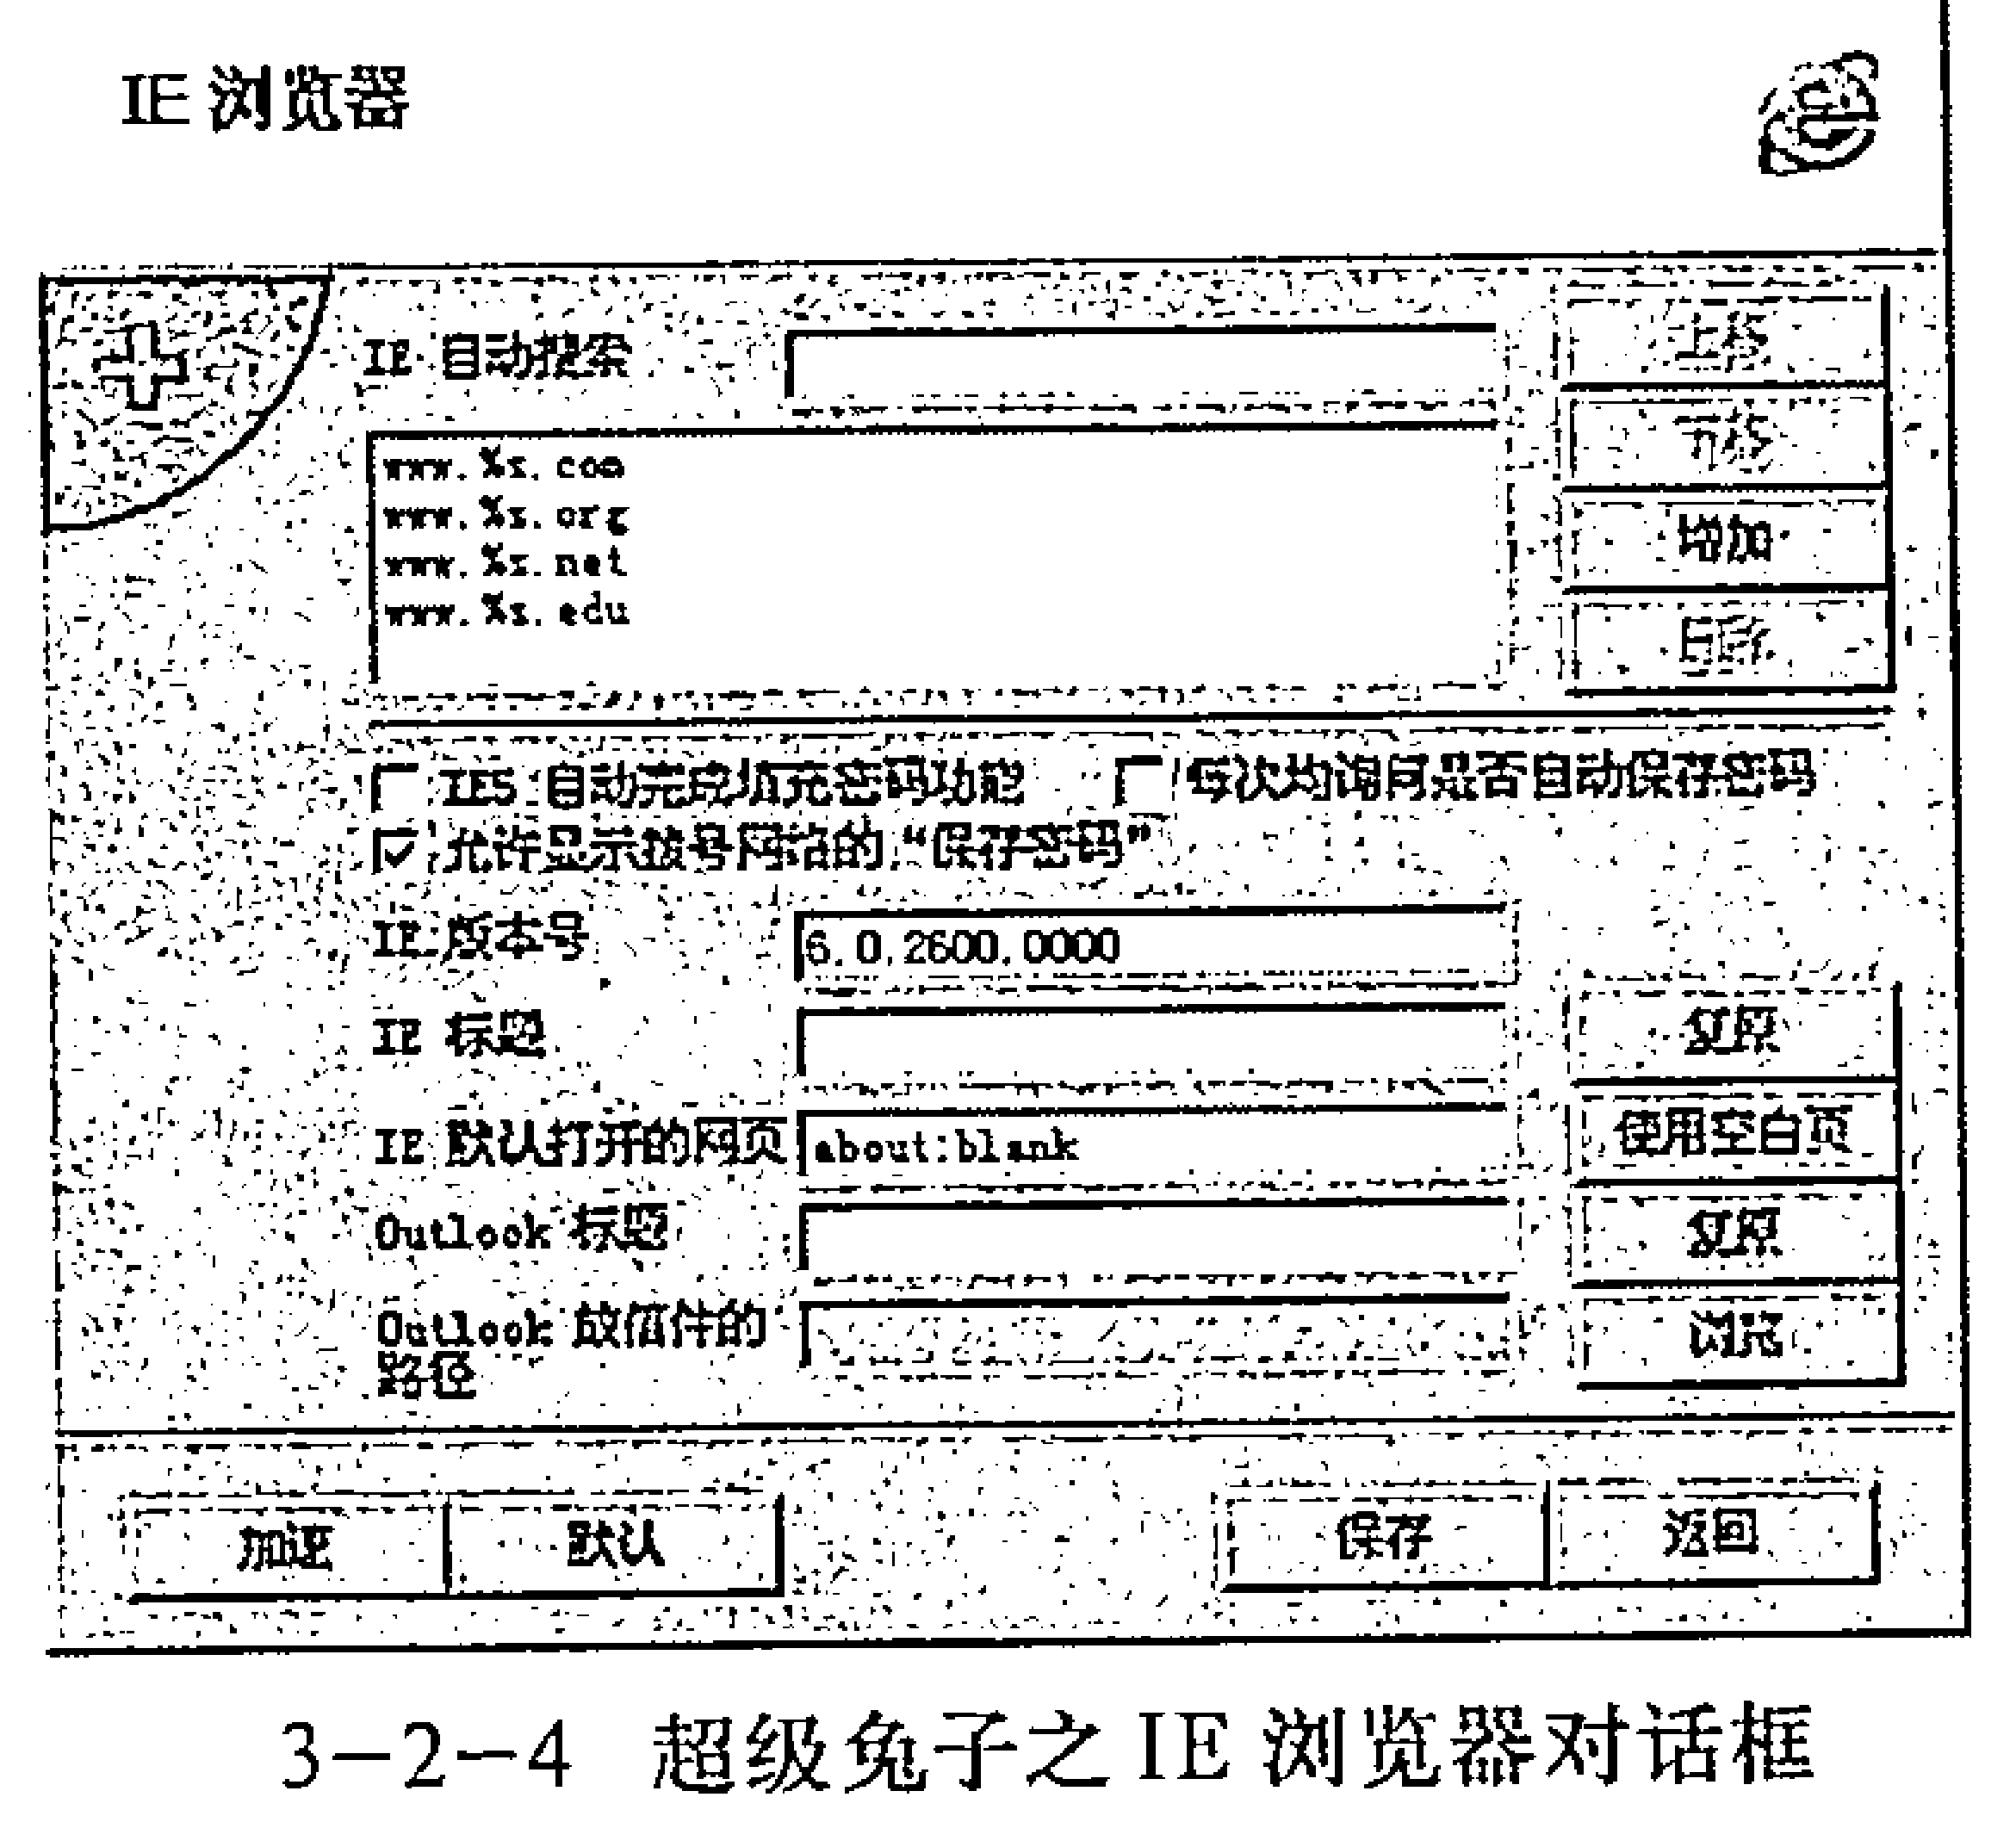 IE 浏览器
IE 自动搜索
上移
下移
增加
删除
www.%s.com
www.%s.org
www.%s.net
www.%s.edu
IE5 自动完成填充密码功能 每次均询问是否自动保存密码
允许显示拨号网络的“保存密码”
IE 版本号 6.0.2600.0000
IE 标题 复原
IE 默认打开的网页 about:blank 使用空白页
Outlook 标题 复原
Outlook 放信件的 浏览
路径
加速 默认 保存 返回
3-2-4 超级兔子之 IE 浏览器对话框